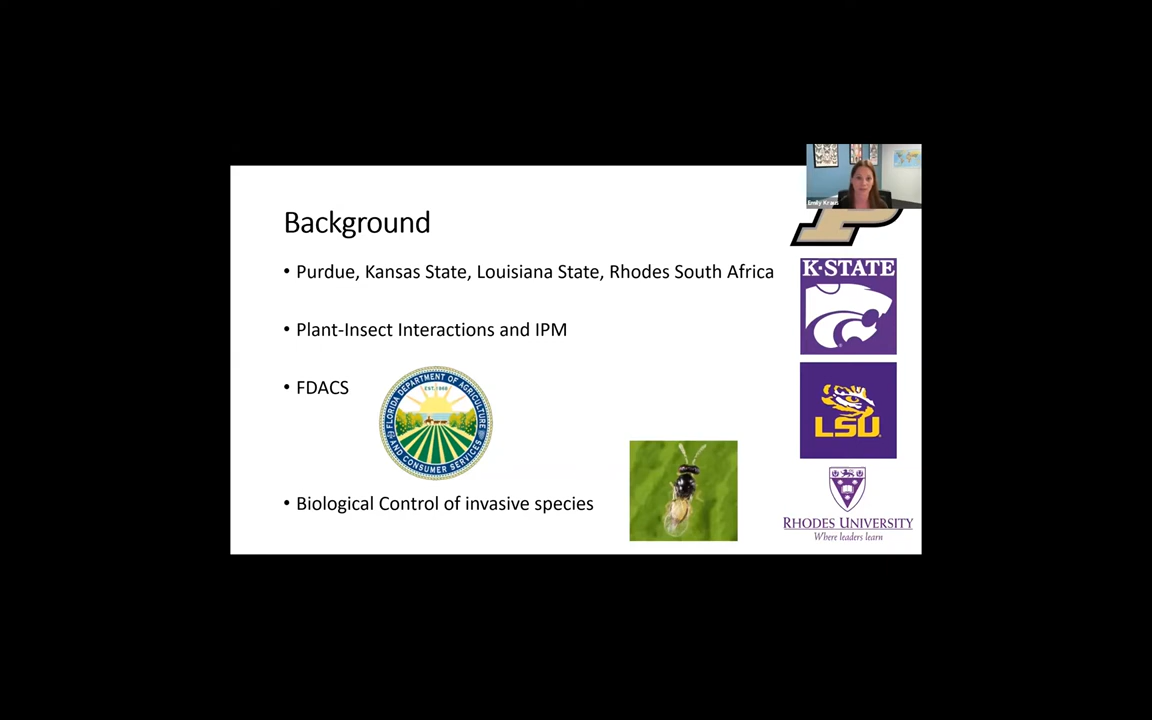 Emily Kraus
Background
• Purdue, Kansas State, Louisiana State, Rhodes South Africa
K·STATE
• Plant-Insect Interactions and IPM
• FDACS
FLORIDA DEPARTMENT OF AGRICULTURE
AND CONSUMER SERVICES
EST. 1868
LSU
• Biological Control of invasive species
RHODES UNIVERSITY
Where leaders learn